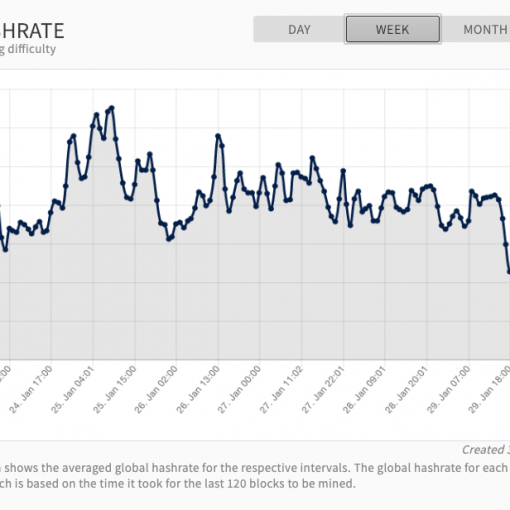 HRATE
DAY WEEK MONTH
g difficulty
:00 24. Jan 17:00 25. Jan 04:01 25. Jan 15:00 26. Jan 02:00 26. Jan 13:00 27. Jan 00:00 27. Jan 11:02 27. Jan 22:01 28. Jan 09:01 28. Jan 20:01 29. Jan 07:00 29. Jan 18:00
Created
shows the averaged global hashrate for the respective intervals. The global hashrate for each
ch is based on the time it took for the last 120 blocks to be mined.